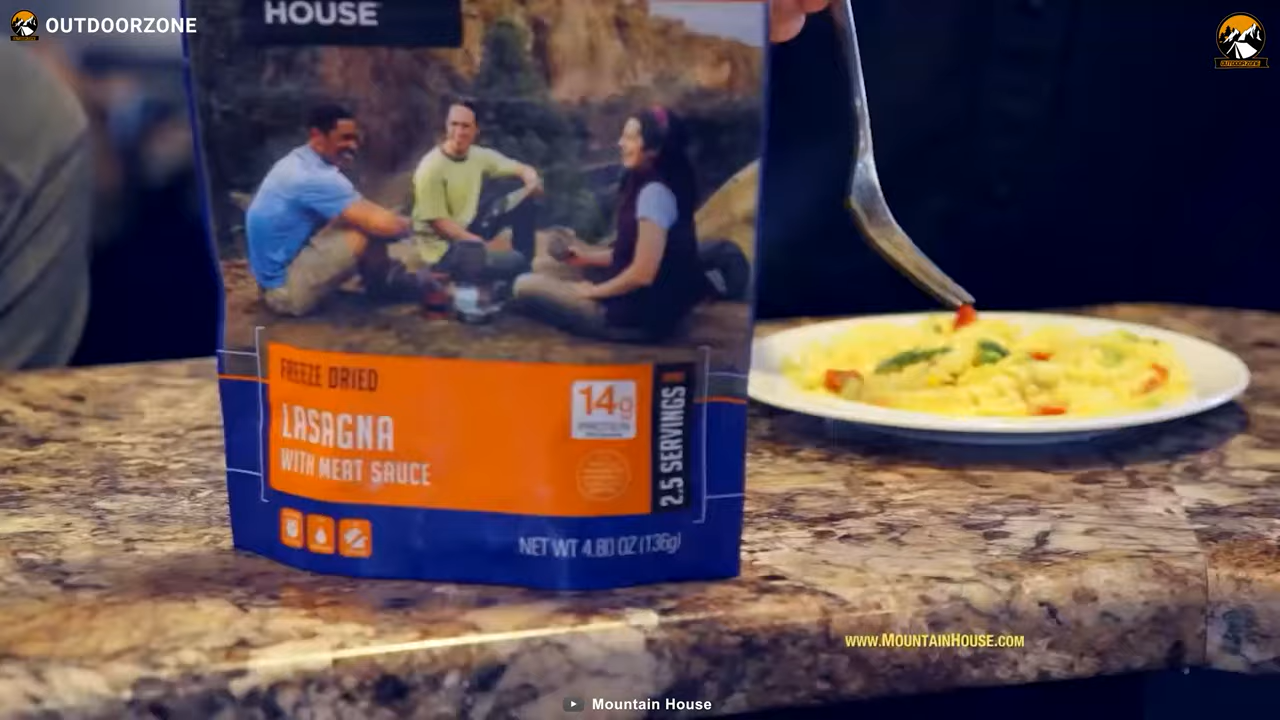 OUTDOORZONE
HOUSE
FREEZE DRIED
LASAGNA
WITH MEAT SAUCE
14g
PROTEIN
2.5 SERVINGS
NET WT 4.80 OZ (136g)
OUTDOORZONE
www.MountainHouse.com
Mountain House